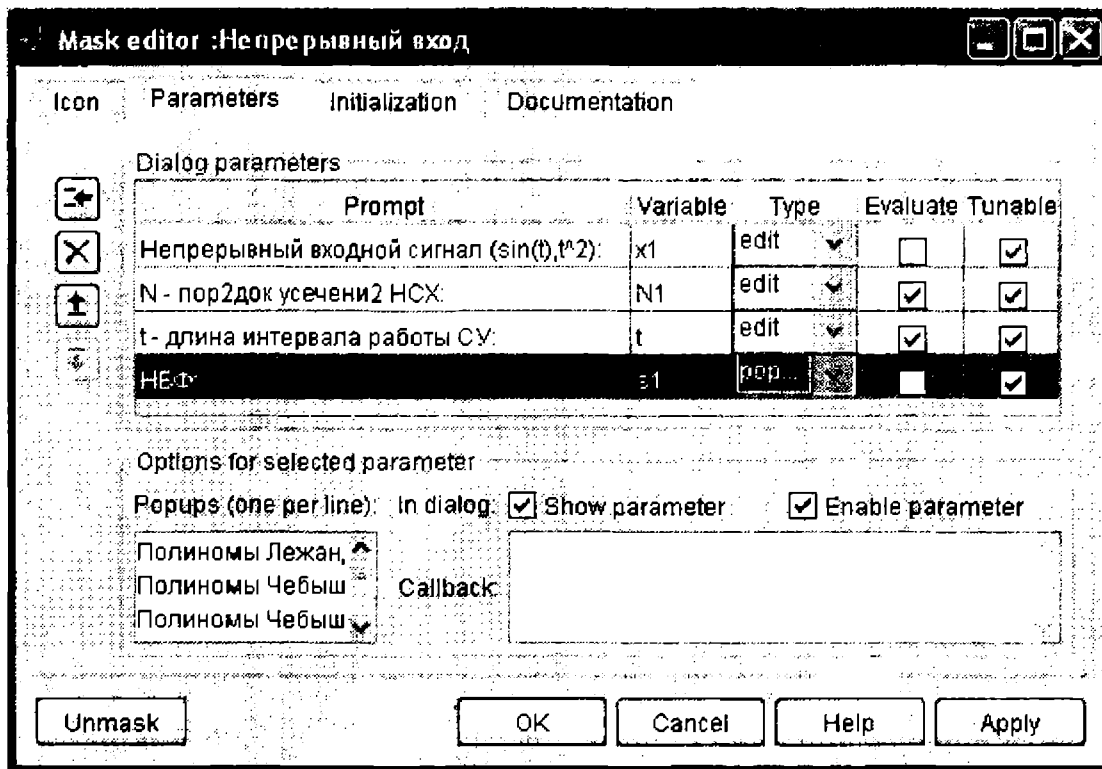 Mask editor :Непрерывный вход
Icon Parameters Initialization Documentation
Dialog parameters
Prompt Variable Type Evaluate Tunable
Непрерывный входной сигнал (sin(t),t^2): x1 edit
N - пор2док усечени2 НСХ: N1 edit
t - длина интервала работы СУ: t edit
НБФ: s1 pop...
Options for selected parameter
Popups (one per line): In dialog: Show parameter Enable parameter
Полиномы Лежан,
Полиномы Чебыш Callback:
Полиномы Чебыш
Unmask OK Cancel Help Apply